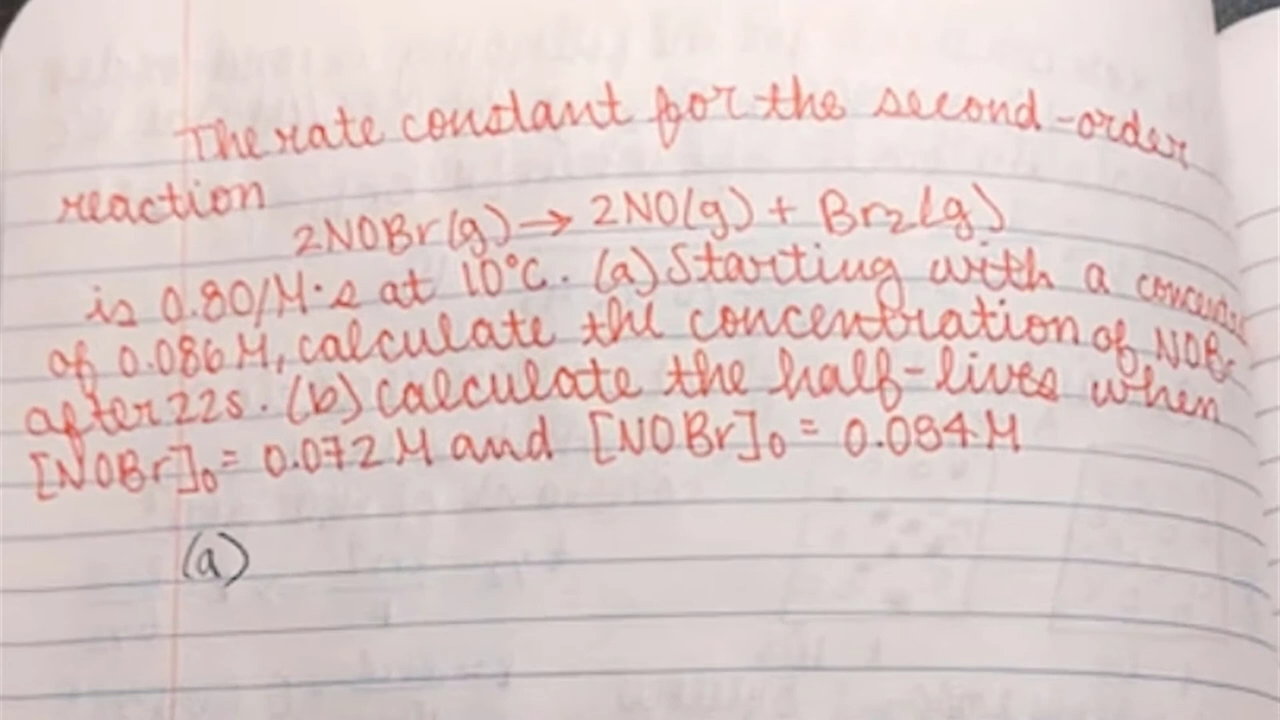 The rate constant for the second-order
reaction
2NOBr(g) → 2NO(g) + Br2(g)
is 0.80/M·s at 10°C. (a) Starting with a
of 0.086 M, calculate the concentration of NOBr
after 22s. (b) calculate the half-lives when
[NOBr]0 = 0.072 M and [NOBr]0 = 0.054 M
(a)